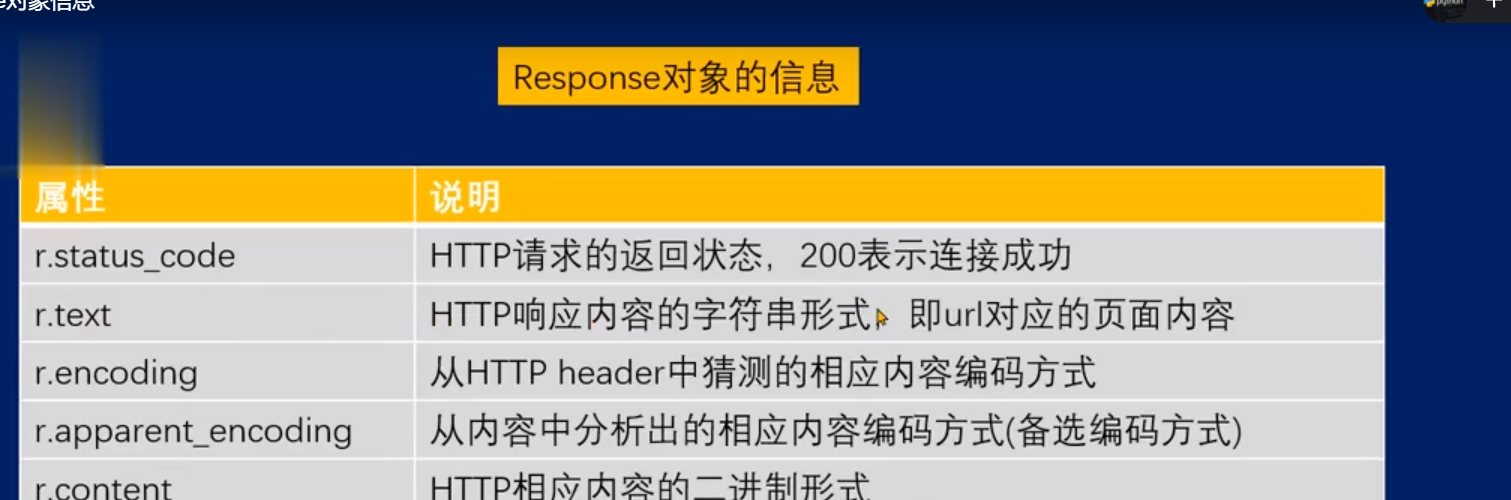 对象信息
python
Response对象的信息
属性 说明
r.status_code HTTP请求的返回状态，200表示连接成功
r.text HTTP响应内容的字符串形式，即url对应的页面内容
r.encoding 从HTTP header中猜测的相应内容编码方式
r.apparent_encoding 从内容中分析出的相应内容编码方式(备选编码方式)
r.content HTTP相应内容的二进制形式